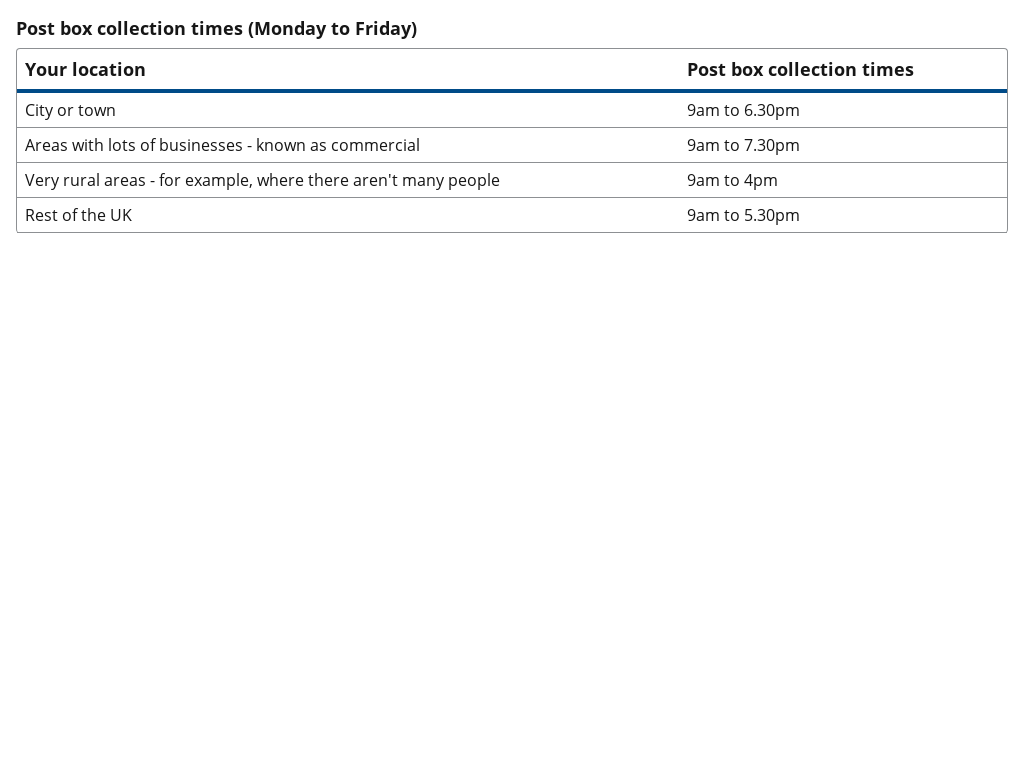 Post box collection times (Monday to Friday)
Your location Post box collection times
City or town 9am to 6.30pm
Areas with lots of businesses - known as commercial 9am to 7.30pm
Very rural areas - for example, where there aren't many people 9am to 4pm
Rest of the UK 9am to 5.30pm